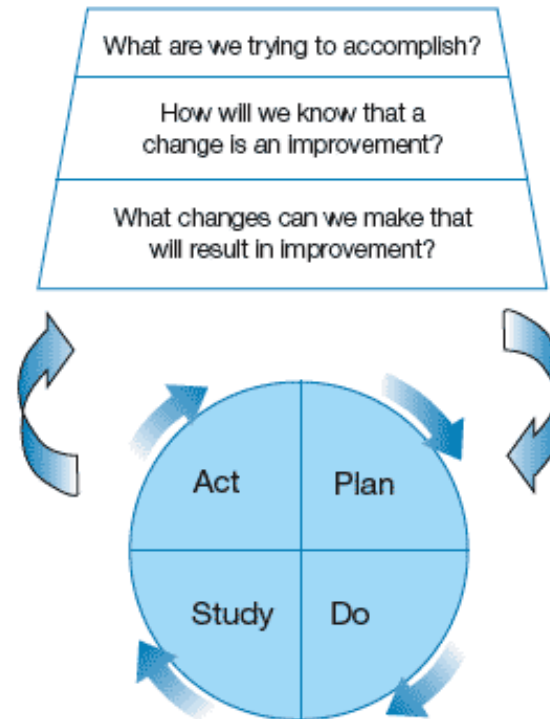 What are we trying to accomplish?
How will we know that a
change is an improvement?
What changes can we make that
will result in improvement?
Act
Plan
Study
Do